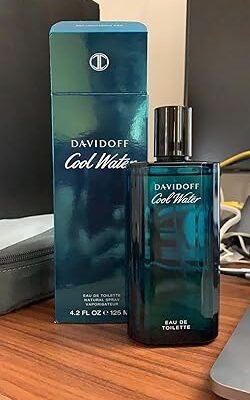 DAVIDOFF
Cool Water
EAU DE TOILETTE
NATURAL SPRAY
VAPORISATEUR
4.2 FL OZ ℮ 125 M
DAVIDOFF
Cool Water
EAU DE
TOILETTE